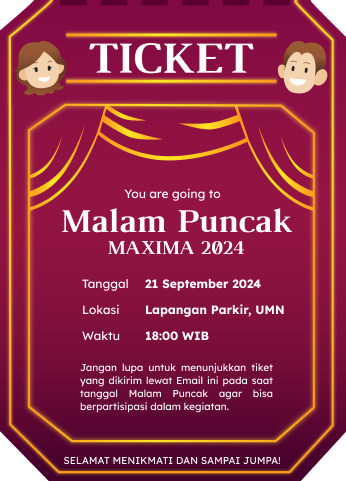 TICKET
You are going to
Malam Puncak
MAXIMA 2024
Tanggal 21 September 2024
Lokasi Lapangan Parkir, UMN
Waktu 18:00 WIB
Jangan lupa untuk menunjukkan tiket
yang dikirim lewat Email ini pada saat
tanggal Malam Puncak agar bisa
berpartisipasi dalam kegiatan.
SELAMAT MENIKMATI DAN SAMPAI JUMPA!